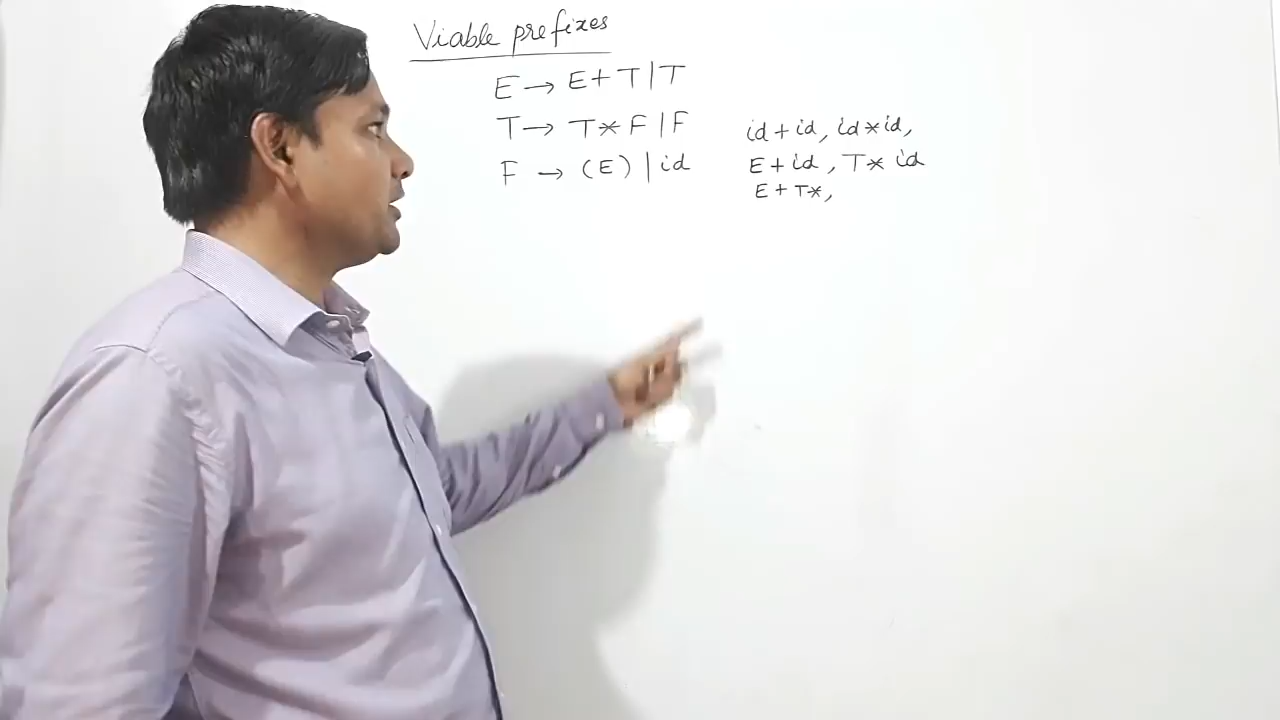 Viable prefixes
E → E + T | T
T → T * F | F
F → (E) | id
id + id, id * id,
E + id, T * id
E + T*,